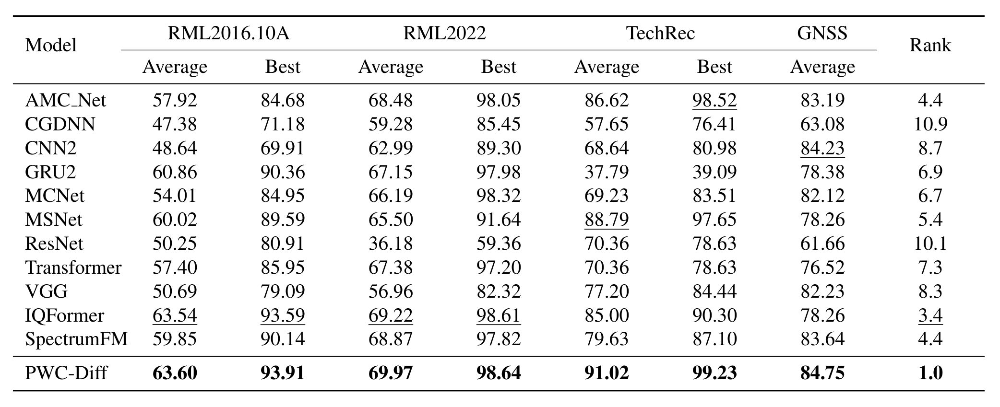 Model RML2016.10A RML2022 TechRec GNSS Rank
Average Best Average Best Average Best Average
AMC_Net 57.92 84.68 68.48 98.05 86.62 98.52 83.19 4.4
CGDNN 47.38 71.18 59.28 85.45 57.65 76.41 63.08 10.9
CNN2 48.64 69.91 62.99 89.30 68.64 80.98 84.23 8.7
GRU2 60.86 90.36 67.15 97.98 37.79 39.09 78.38 6.9
MCNet 54.01 84.95 66.19 98.32 69.23 83.51 82.12 6.7
MSNet 60.02 89.59 65.50 91.64 88.79 97.65 78.26 5.4
ResNet 50.25 80.91 36.18 59.36 70.36 78.63 61.66 10.1
Transformer 57.40 85.95 67.38 97.20 70.36 78.63 76.52 7.3
VGG 50.69 79.09 56.96 82.32 77.20 84.44 82.23 8.3
IQFormer 63.54 93.59 69.22 98.61 85.00 90.30 78.26 3.4
SpectrumFM 59.85 90.14 68.87 97.82 79.63 87.10 83.64 4.4
PWC-Diff 63.60 93.91 69.97 98.64 91.02 99.23 84.75 1.0